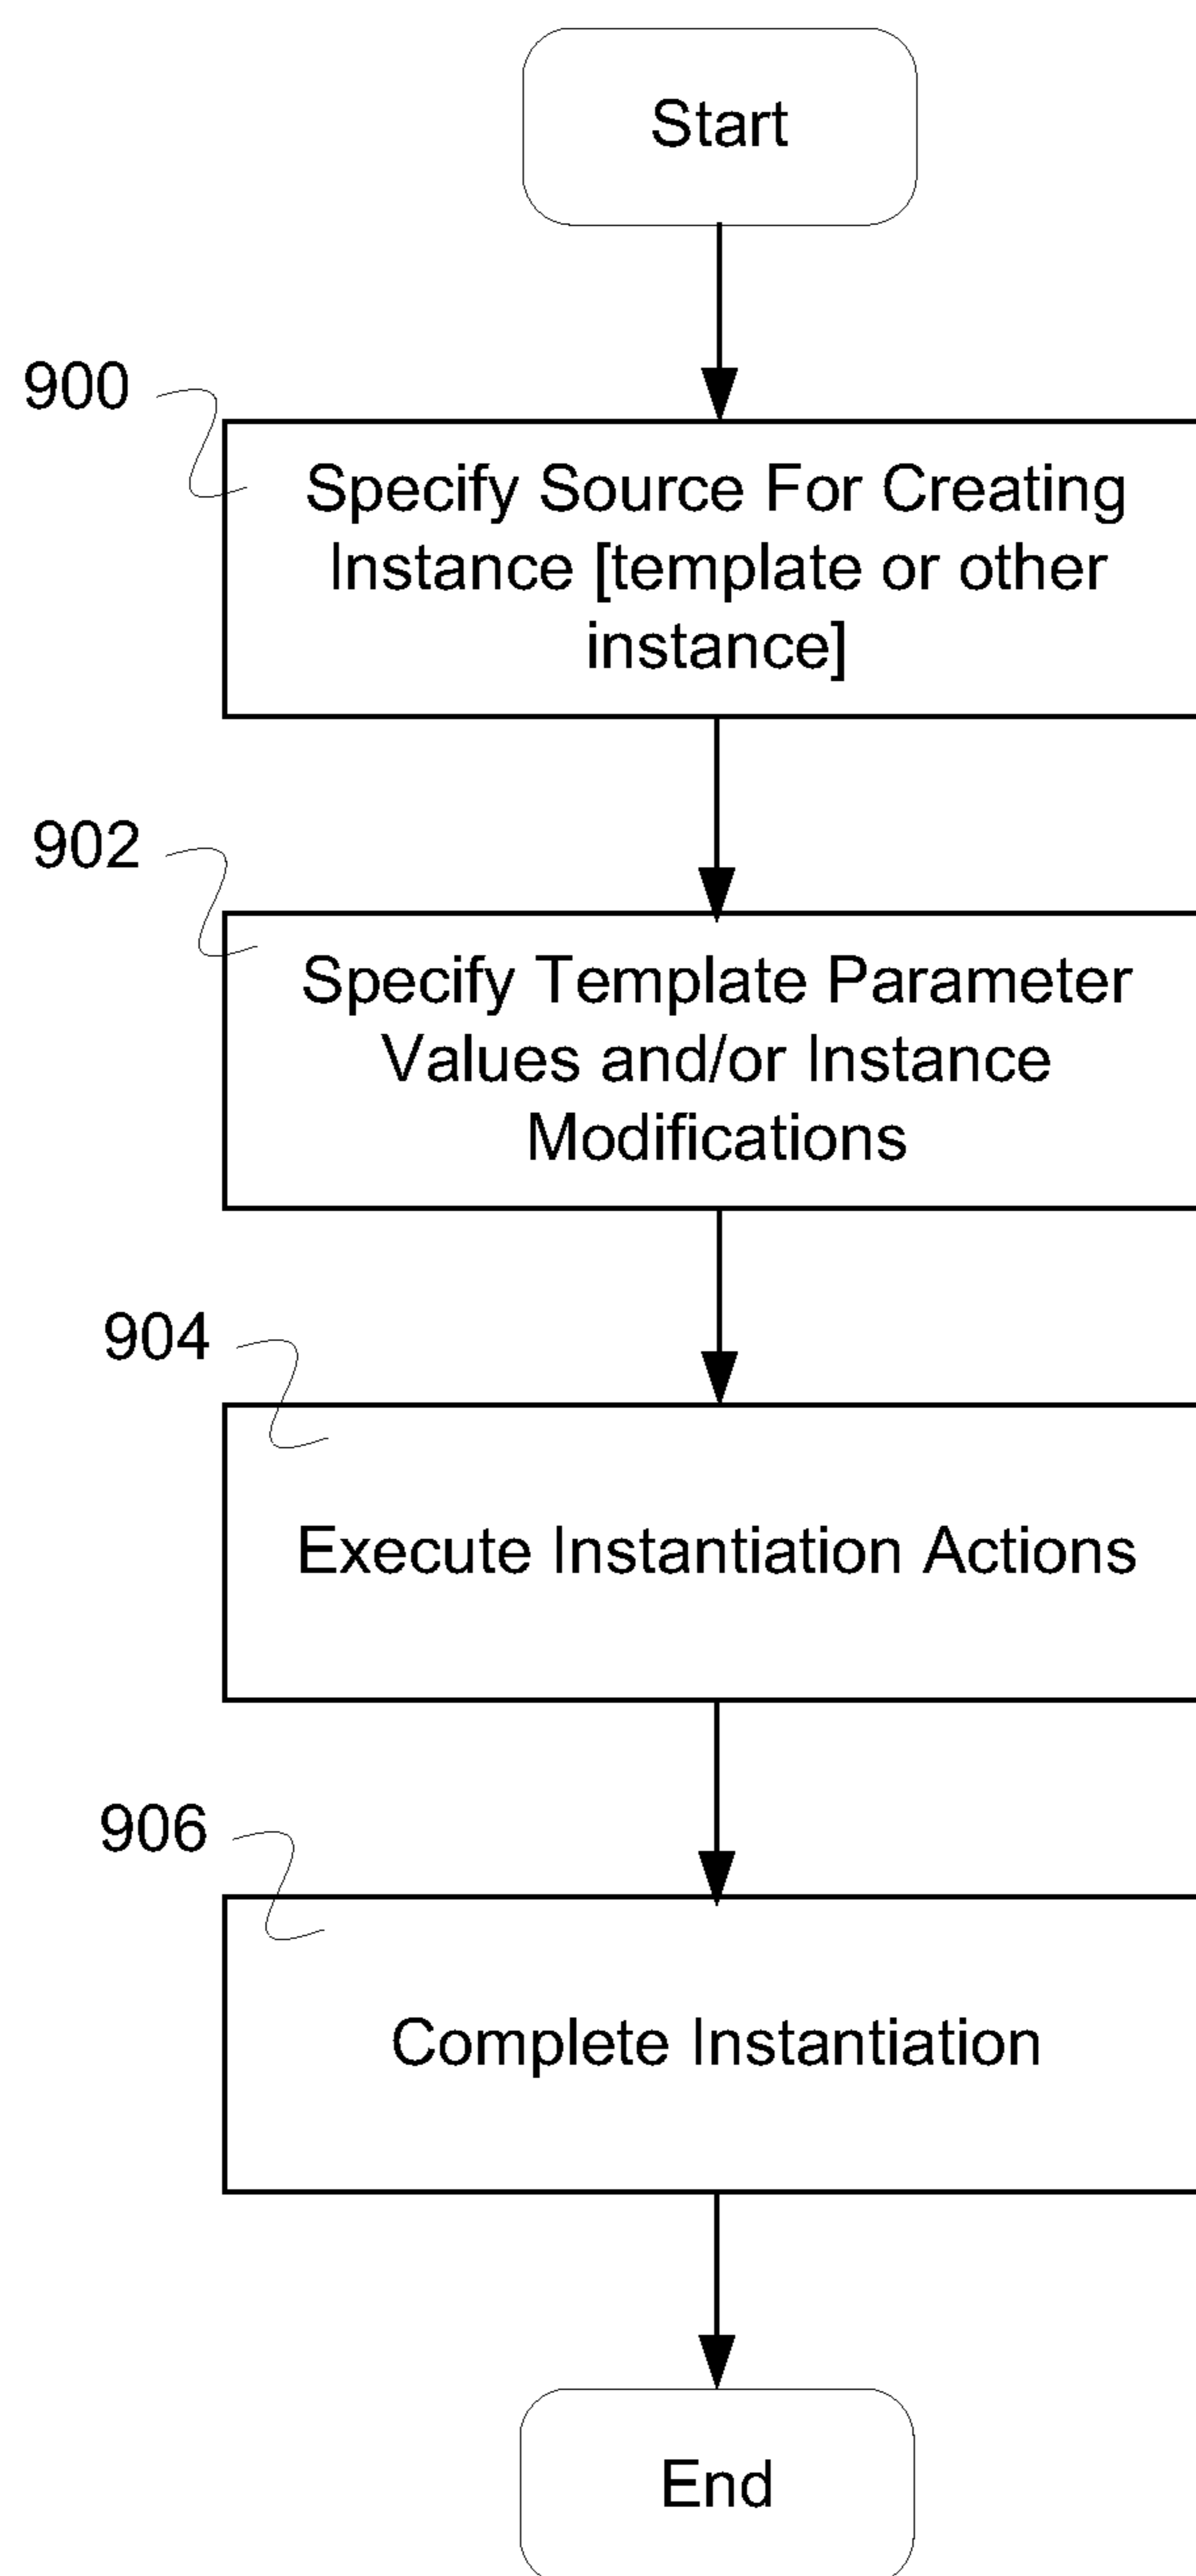 Start
900
Specify Source For Creating
Instance [template or other
instance]
902
Specify Template Parameter
Values and/or Instance
Modifications
904
Execute Instantiation Actions
906
Complete Instantiation
End